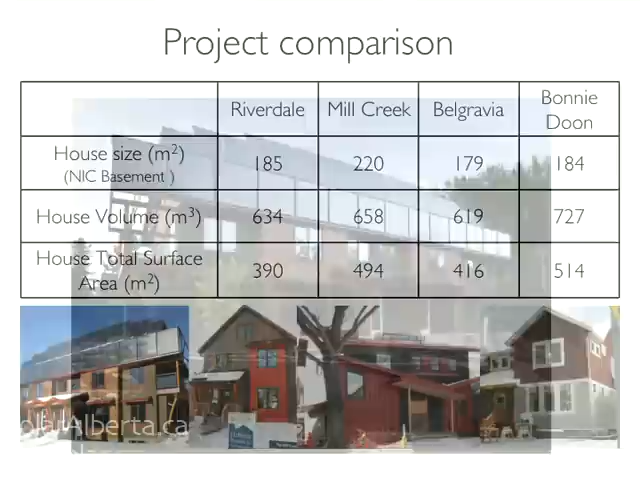 Project comparison
Riverdale Mill Creek Belgravia Bonnie Doon
House size (m²) 185 220 179 184
(NIC Basement )
House Volume (m³) 634 658 619 727
House Total Surface
Area (m²) 390 494 416 514
olarAlberta.ca